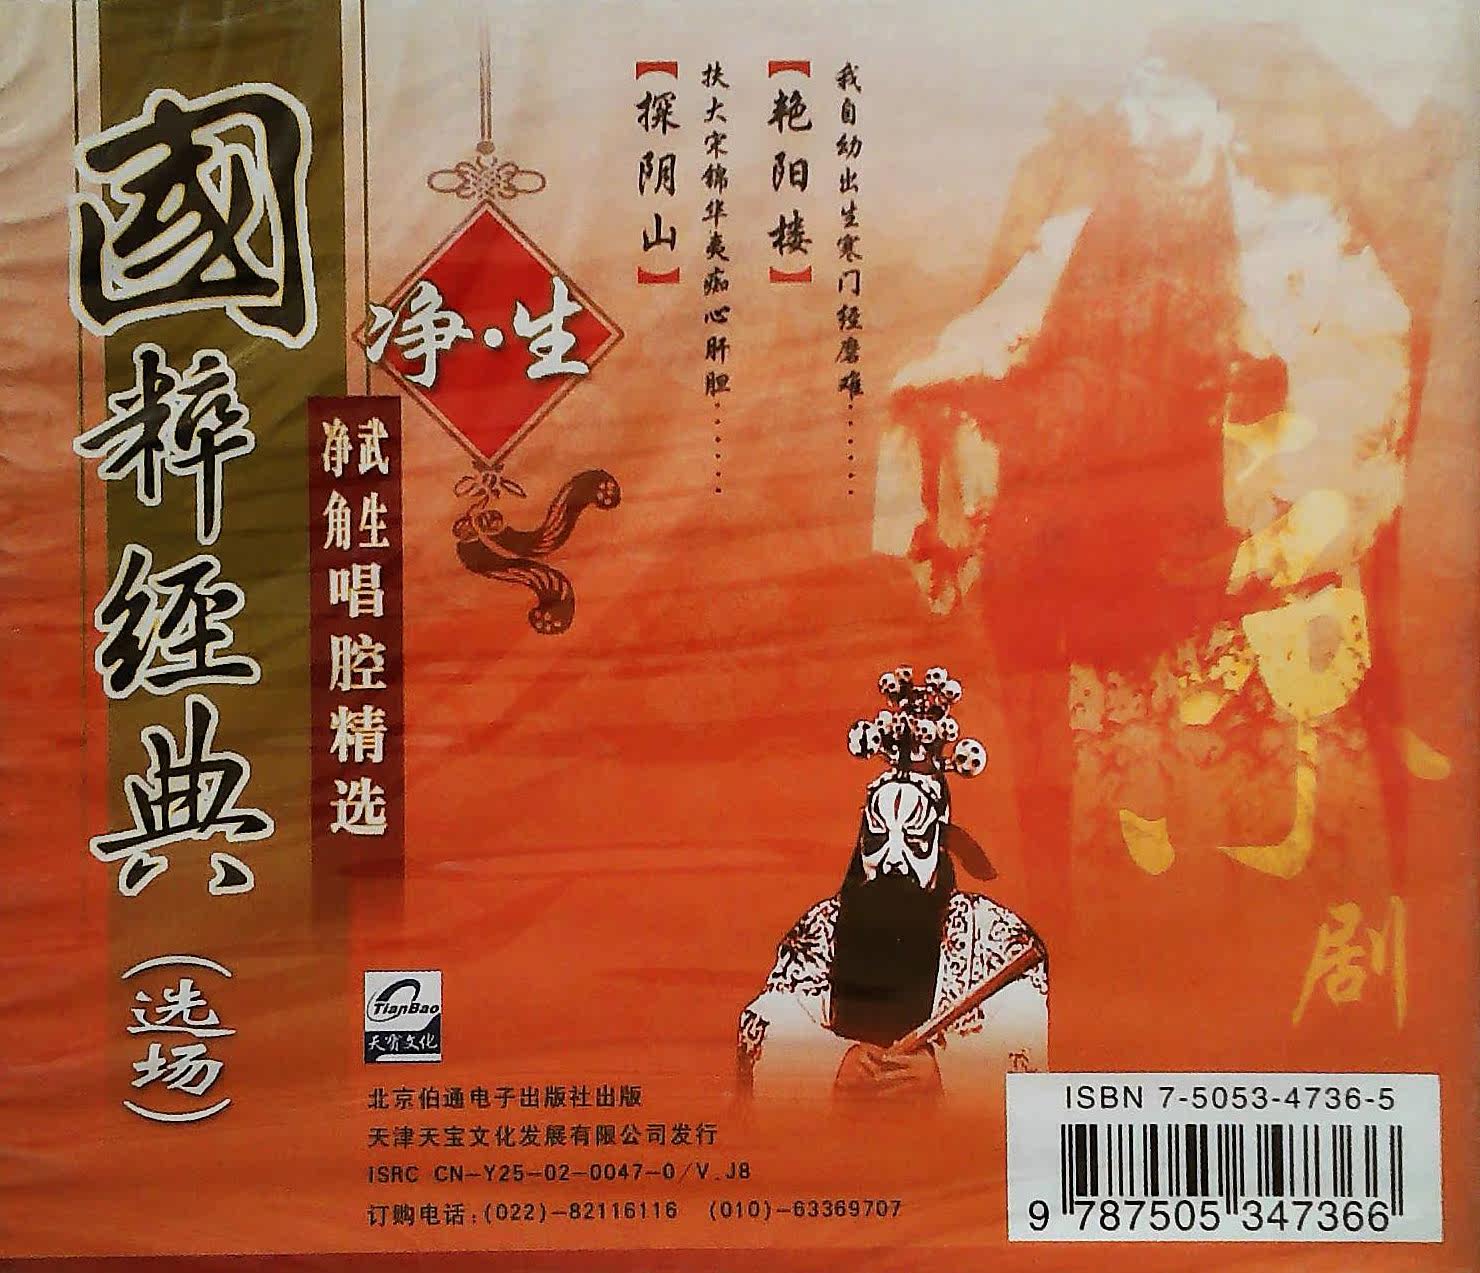 國粹经典
(选场)
净·生
净角
武生
唱腔精选
【艳阳楼】
我自幼出生寒门经磨难······
【探阴山】
扶大宋锦华夷痴心肝胆······
京剧
TianBao
天宝文化
北京伯通电子出版社出版
天津天宝文化发展有限公司发行
ISRC CN-Y25-02-0047-0/V.J8
订购电话:(022)-82116116 (010)-63369707
ISBN 7-5053-4736-5
9 787505 347366